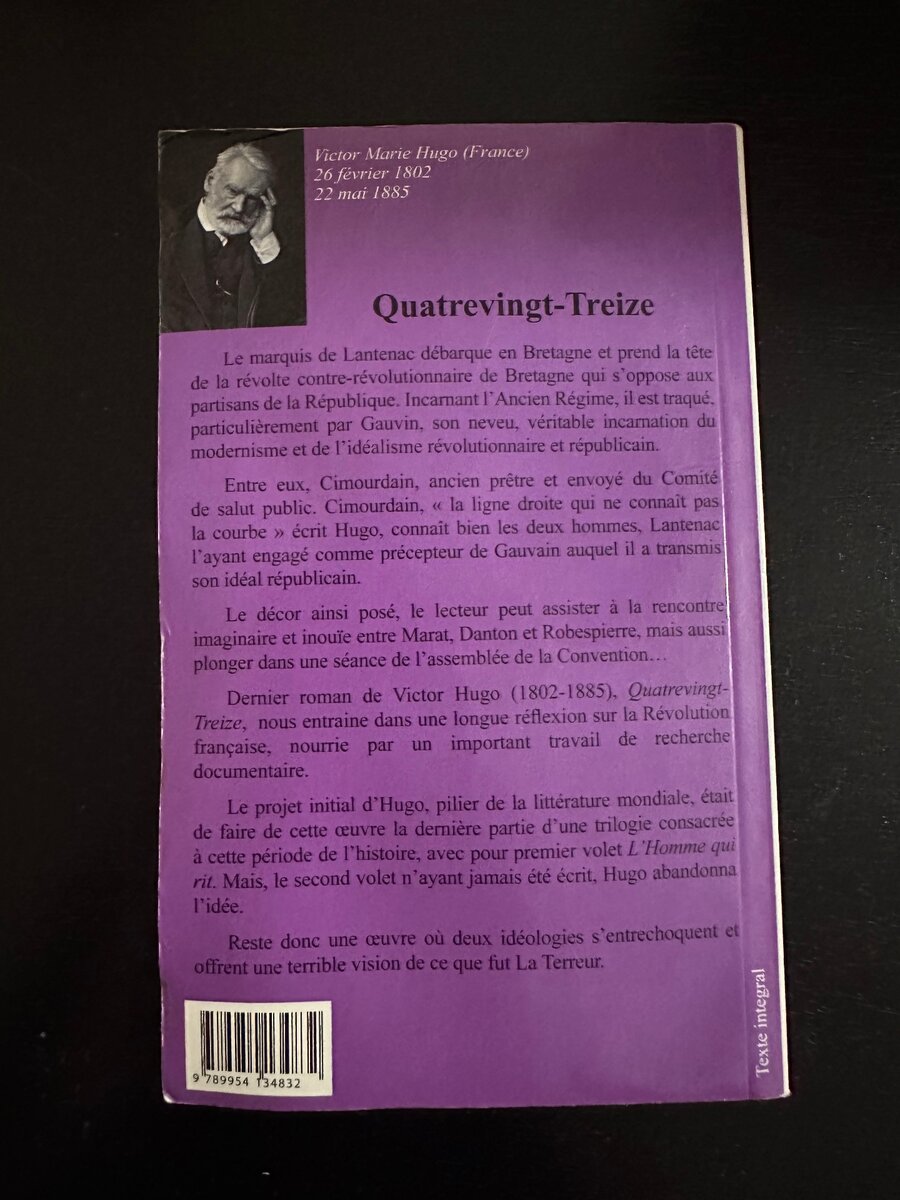 Victor Marie Hugo (France)
26 février 1802
22 mai 1885
Quatrevingt-Treize
Le marquis de Lantenac débarque en Bretagne et prend la tête
de la révolte contre-révolutionnaire de Bretagne qui s’oppose aux
partisans de la République. Incarnant l’Ancien Régime, il est traqué,
particulièrement par Gauvin, son neveu, véritable incarnation du
modernisme et de l’idéalisme révolutionnaire et républicain.
Entre eux, Cimourdain, ancien prêtre et envoyé du Comité
de salut public. Cimourdain, « la ligne droite qui ne connaît pas
la courbe » écrit Hugo, connaît bien les deux hommes, Lantenac
l’ayant engagé comme précepteur de Gauvain auquel il a transmis
son idéal républicain.
Le décor ainsi posé, le lecteur peut assister à la rencontre
imaginaire et inouïe entre Marat, Danton et Robespierre, mais aussi
plonger dans une séance de l’assemblée de la Convention…
Dernier roman de Victor Hugo (1802-1885), Quatrevingt-
Treize, nous entraine dans une longue réflexion sur la Révolution
française, nourrie par un important travail de recherche
documentaire.
Le projet initial d’Hugo, pilier de la littérature mondiale, était
de faire de cette œuvre la dernière partie d’une trilogie consacrée
à cette période de l’histoire, avec pour premier volet L’Homme qui
rit. Mais, le second volet n’ayant jamais été écrit, Hugo abandonna
l’idée.
Reste donc une œuvre où deux idéologies s’entrechoquent et
offrent une terrible vision de ce que fut La Terreur.
9 789954 134832
Texte integral